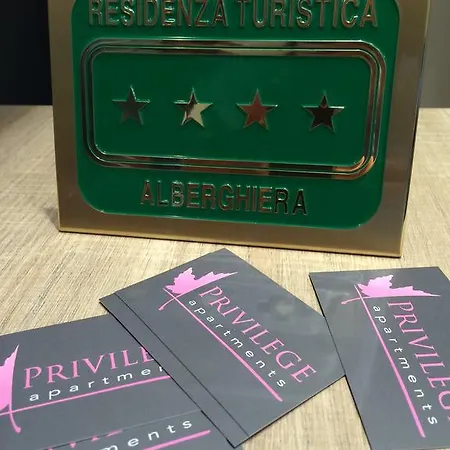 RESIDENZA TURISTICA
ALBERGHIERA
PRIVILEGE
apartments
PRIVILEGE
apartments
PRIVILEGE
apartments
apartments